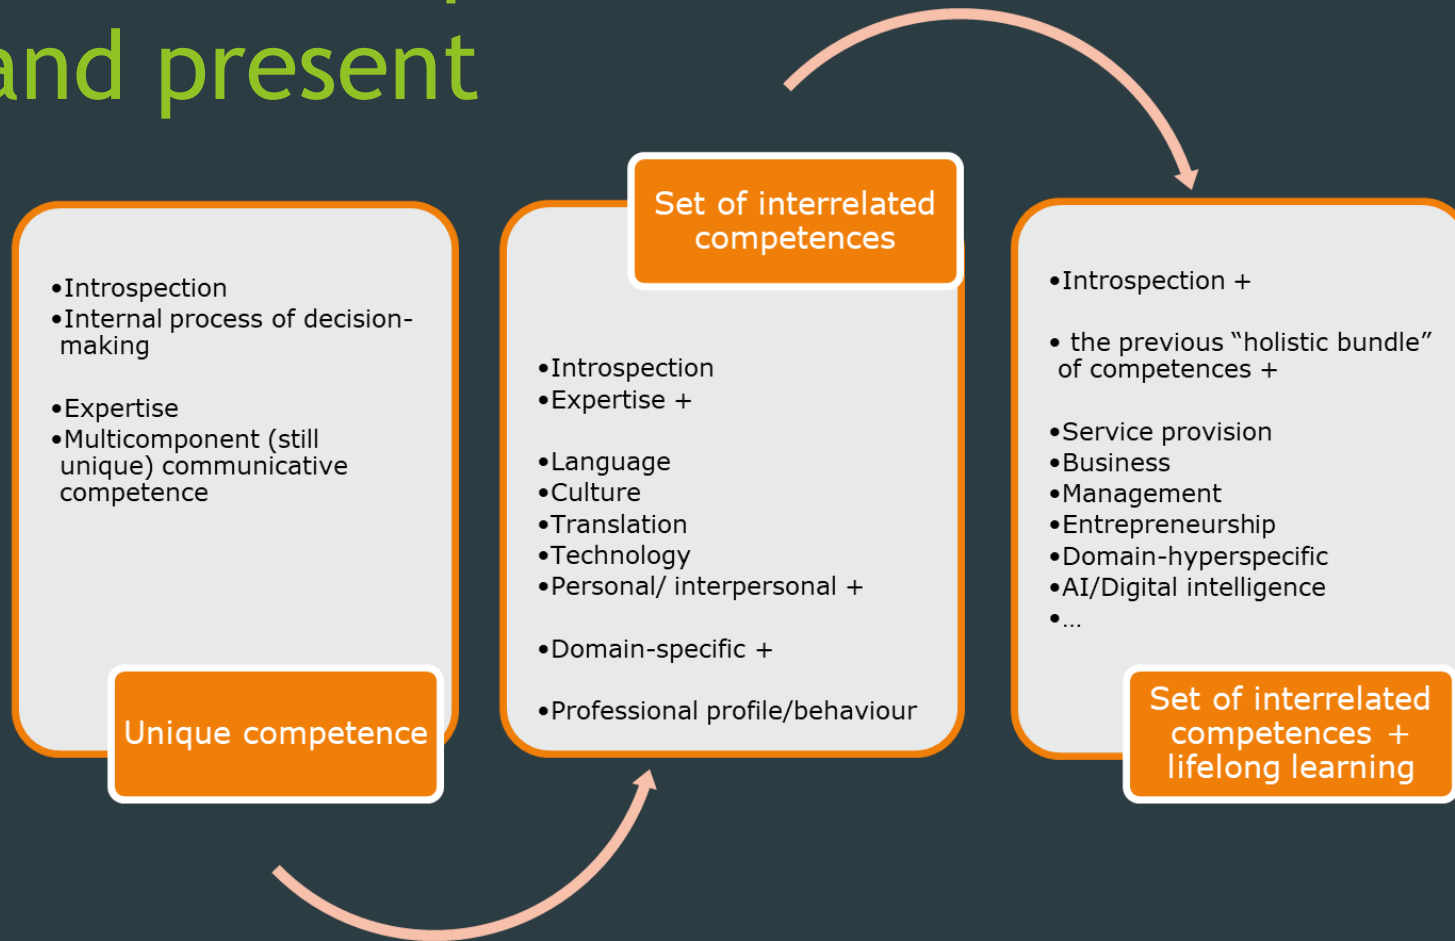 and present
•Introspection
•Internal process of decision-
making
•Expertise
•Multicomponent (still
unique) communicative
competence
Unique competence
Set of interrelated
competences
•Introspection
•Expertise +
•Language
•Culture
•Translation
•Technology
•Personal/ interpersonal +
•Domain-specific +
•Professional profile/behaviour
•Introspection +
• the previous “holistic bundle”
of competences +
•Service provision
•Business
•Management
•Entrepreneurship
•Domain-hyperspecific
•AI/Digital intelligence
•…
Set of interrelated
competences +
lifelong learning